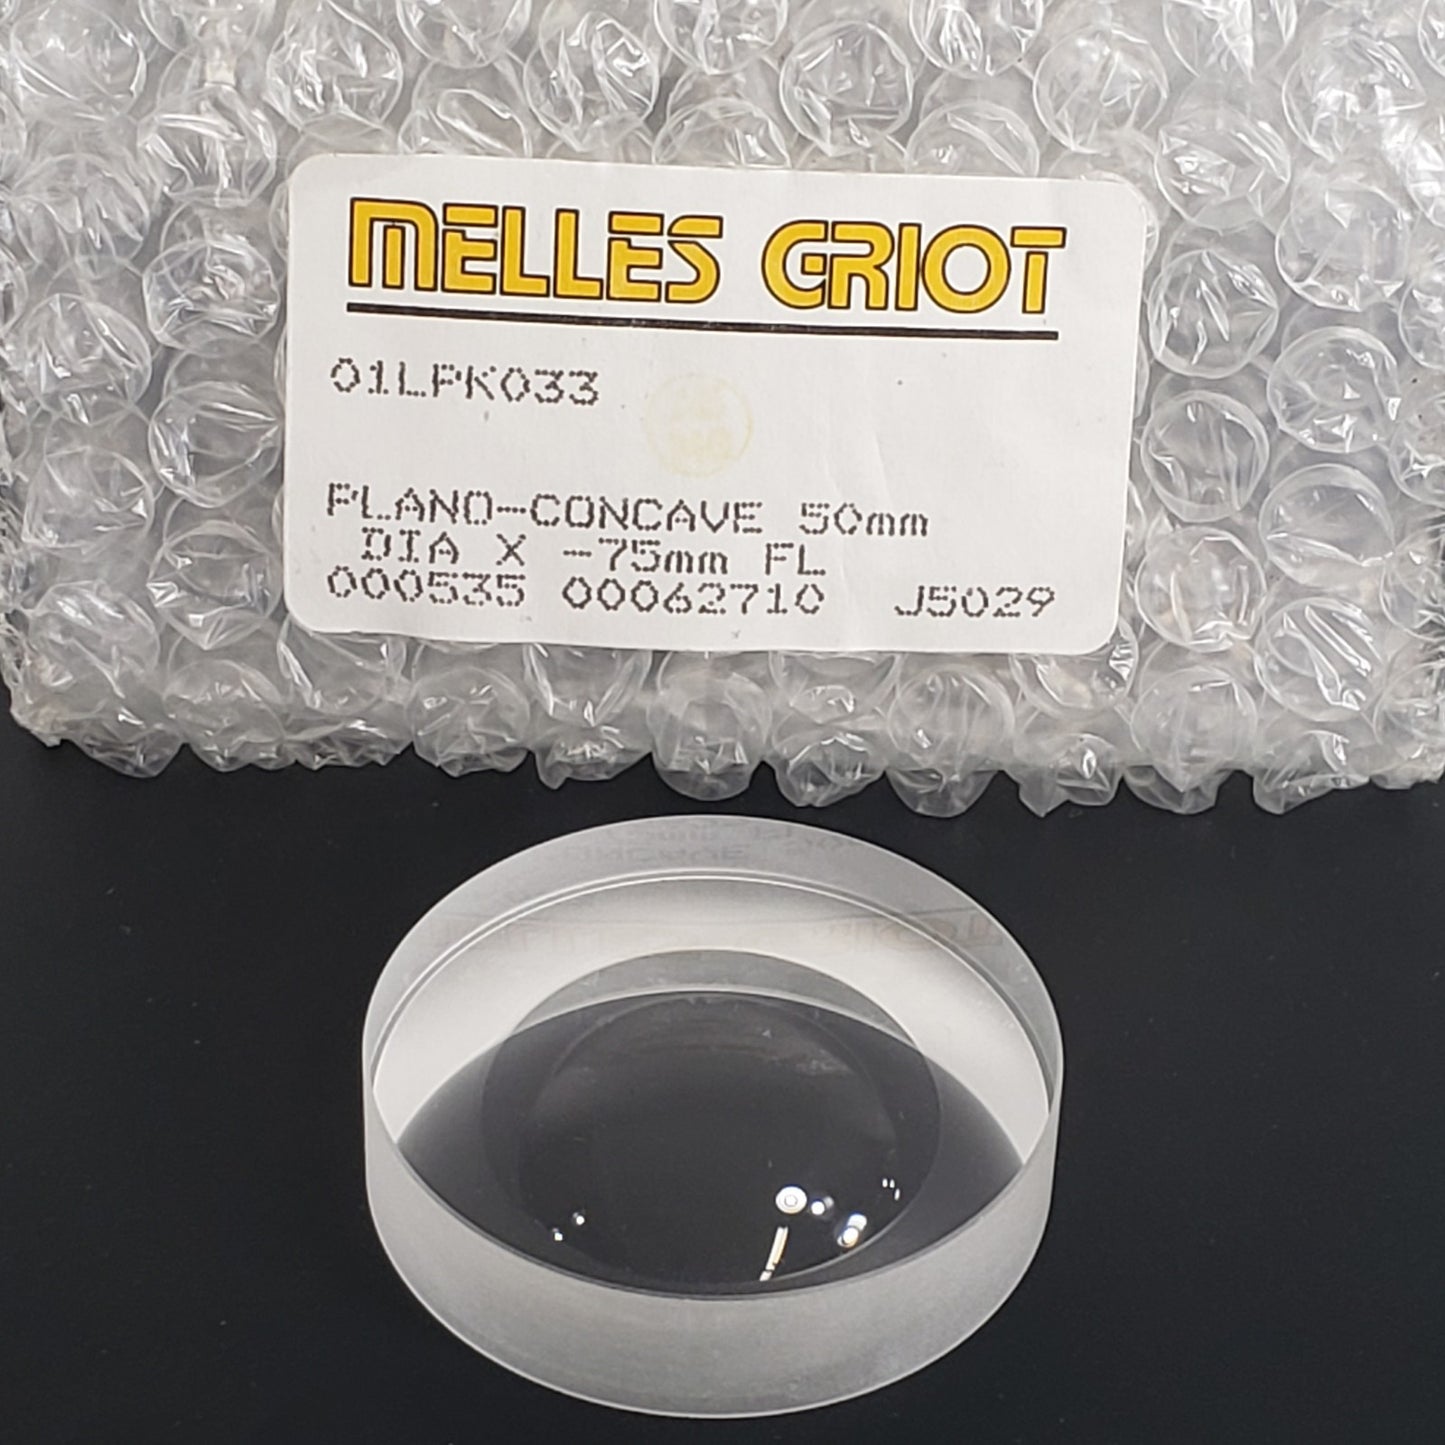 MELLES GRIOT
01LPK033
PLANO-CONCAVE 50mm
DIA X -75mm FL
000535 00062710 J5029